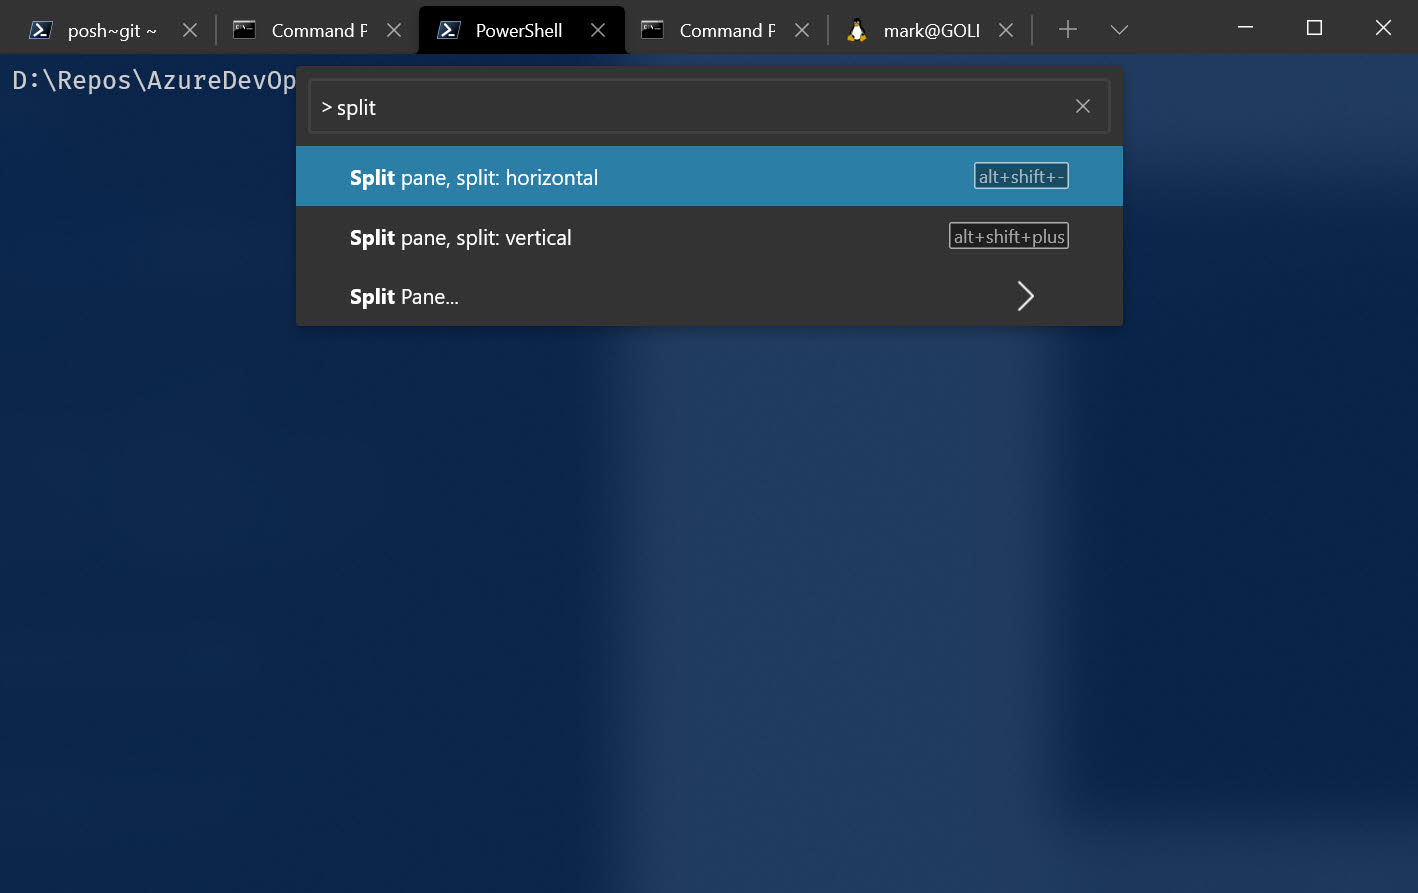 posh~git ~
Command P
PowerShell
Command P
mark@GOLI
D:\Repos\AzureDevOp
> split
Split pane, split: horizontal alt+shift+-
Split pane, split: vertical alt+shift+plus
Split Pane...